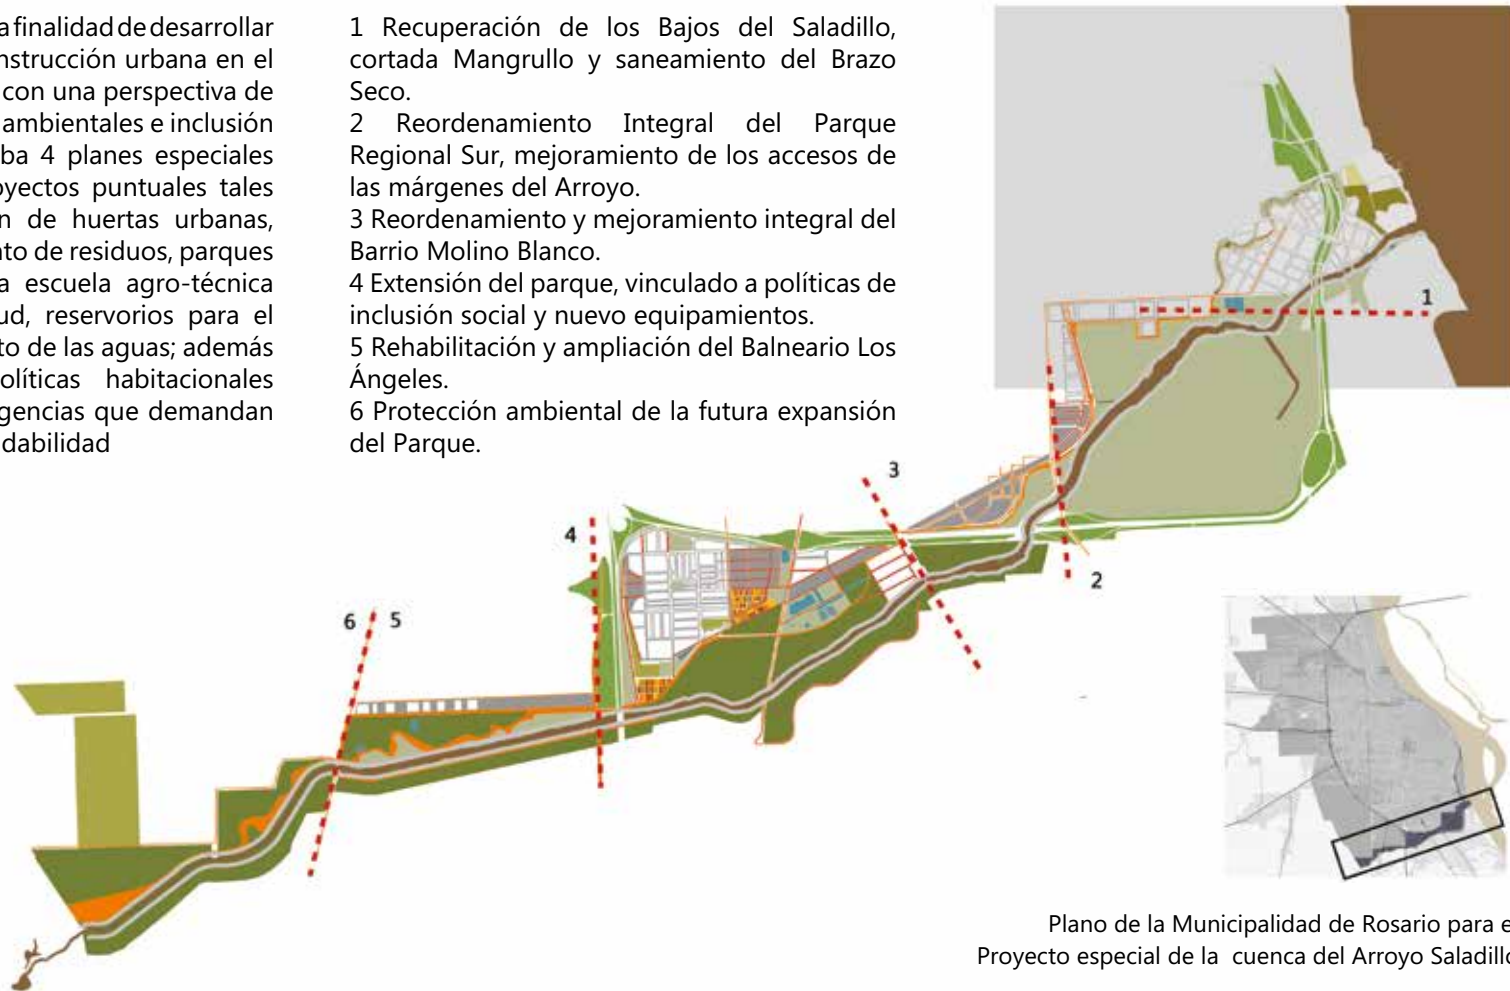 a finalidad de desarrollar
nstrucción urbana en el
con una perspectiva de
ambientales e inclusión
ba 4 planes especiales
oyectos puntuales tales
n de huertas urbanas,
nto de residuos, parques
a escuela agro-técnica
ud, reservorios para el
to de las aguas; además
olíticas habitacionales
gencias que demandan
dabilidad
1 Recuperación de los Bajos del Saladillo,
cortada Mangrullo y saneamiento del Brazo
Seco.
2 Reordenamiento Integral del Parque
Regional Sur, mejoramiento de los accesos de
las márgenes del Arroyo.
3 Reordenamiento y mejoramiento integral del
Barrio Molino Blanco.
4 Extensión del parque, vinculado a políticas de
inclusión social y nuevo equipamientos.
5 Rehabilitación y ampliación del Balneario Los
Ángeles.
6 Protección ambiental de la futura expansión
del Parque.
1
3
4
2
6 5
Plano de la Municipalidad de Rosario para e
Proyecto especial de la cuenca del Arroyo Saladillo